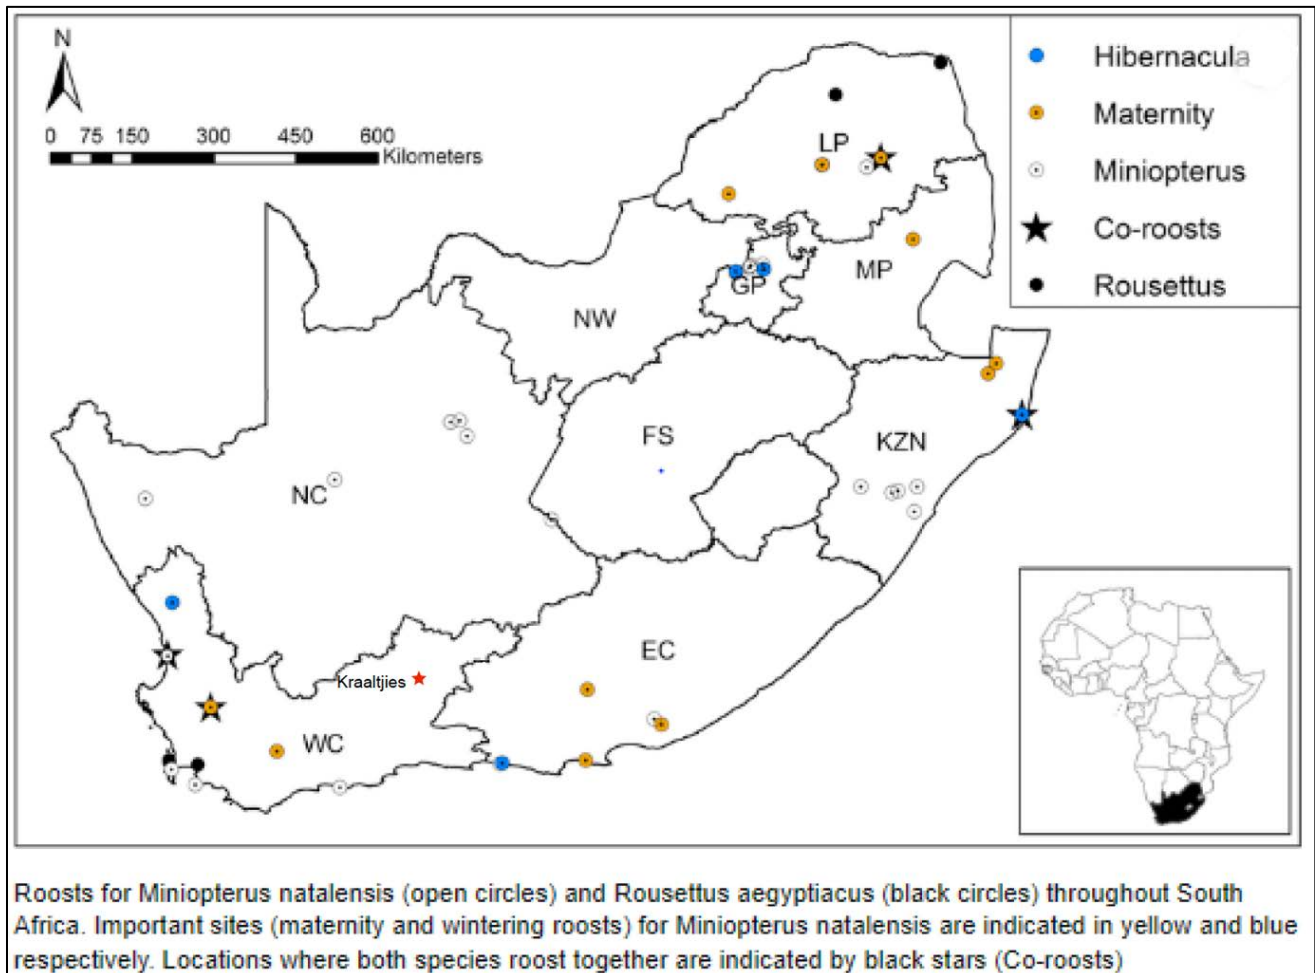 N
0 75 150 300 450 600
Kilometers
Hibernacula
Maternity
Miniopterus
Co-roosts
Rousettus
LP
MP
GP
NW
FS
KZN
NC
EC
Kraaltjies
WC
Roosts for Miniopterus natalensis (open circles) and Rousettus aegyptiacus (black circles) throughout South
Africa. Important sites (maternity and wintering roosts) for Miniopterus natalensis are indicated in yellow and blue
respectively. Locations where both species roost together are indicated by black stars (Co-roosts)